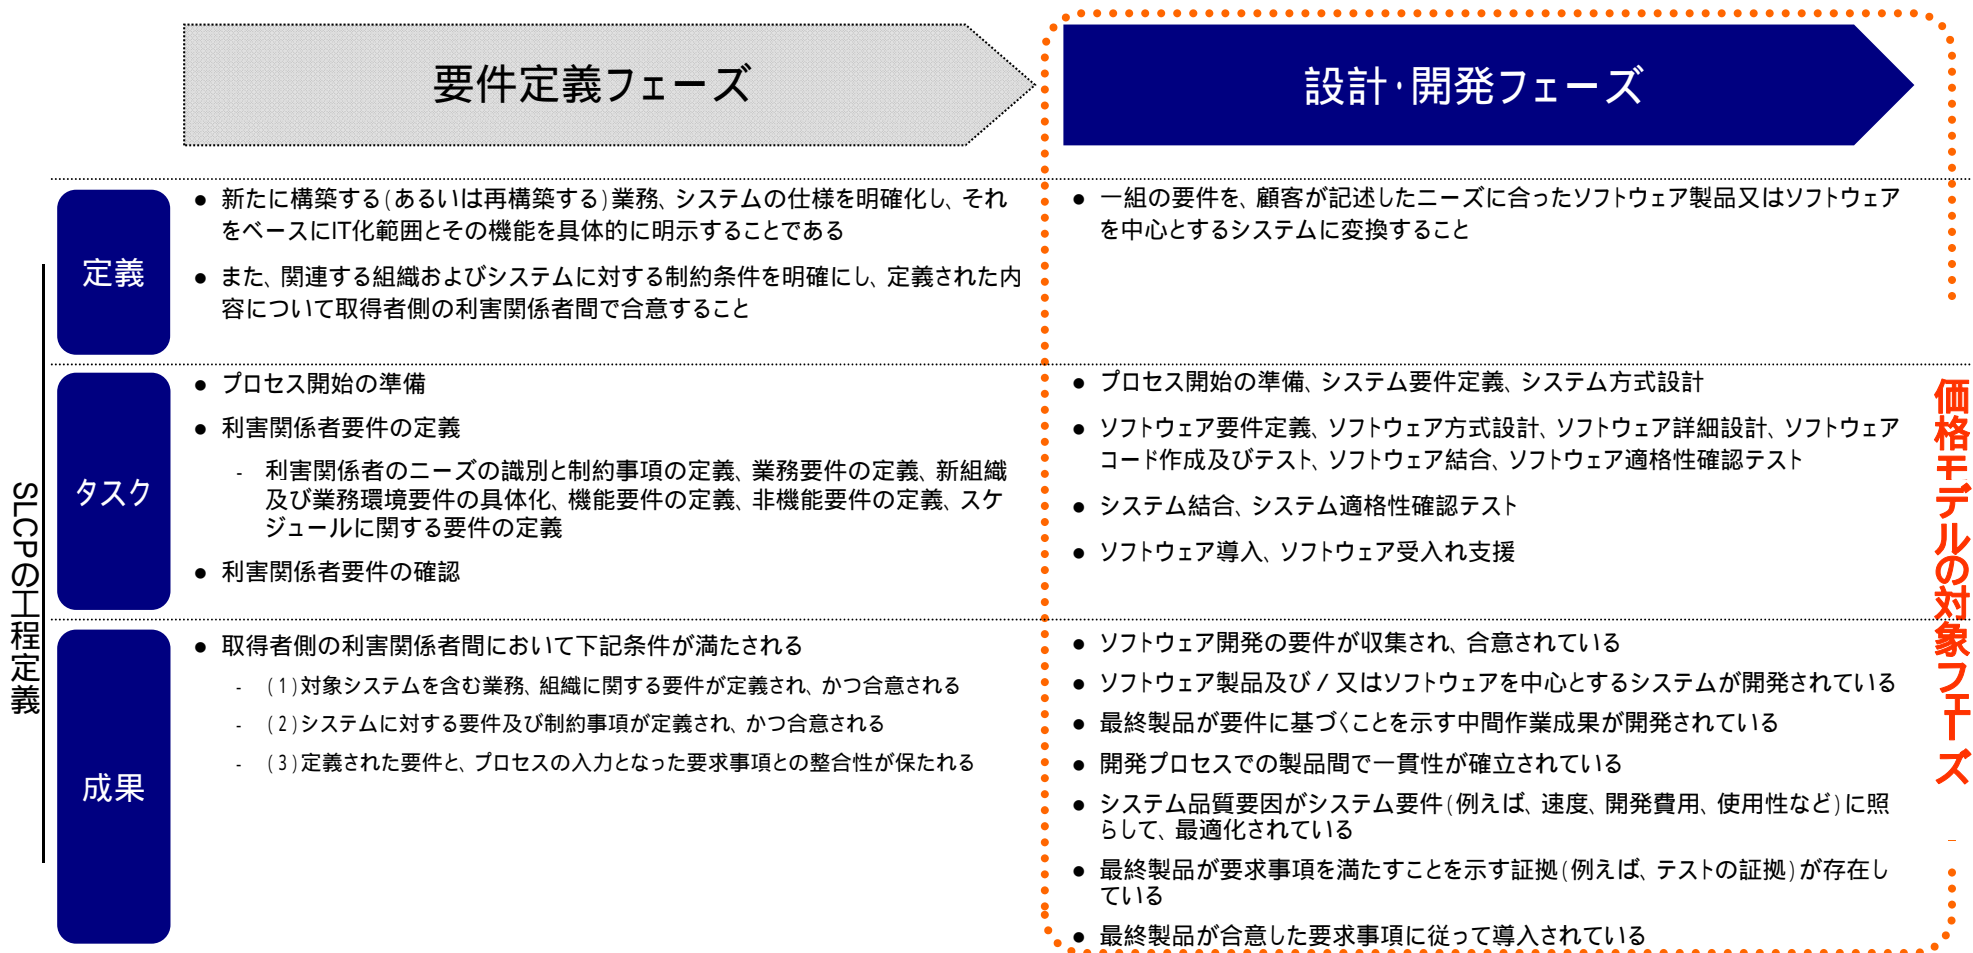 要件定義フェーズ
設計・開発フェーズ
SLCPの工程定義
定義
● 新たに構築する(あるいは再構築する)業務、システムの仕様を明確化し、それ
をベースにIT化範囲とその機能を具体的に明示することである
● また、関連する組織およびシステムに対する制約条件を明確にし、定義された内
容について取得者側の利害関係者間で合意すること
● 一組の要件を、顧客が記述したニーズに合ったソフトウェア製品又はソフトウェア
を中心とするシステムに変換すること
タスク
● プロセス開始の準備
● 利害関係者要件の定義
- 利害関係者のニーズの識別と制約事項の定義、業務要件の定義、新組織
及び業務環境要件の具体化、機能要件の定義、非機能要件の定義、スケ
ジュールに関する要件の定義
● 利害関係者要件の確認
● プロセス開始の準備、システム要件定義、システム方式設計
● ソフトウェア要件定義、ソフトウェア方式設計、ソフトウェア詳細設計、ソフトウェア
コード作成及びテスト、ソフトウェア結合、ソフトウェア適格性確認テスト
● システム結合、システム適格性確認テスト
● ソフトウェア導入、ソフトウェア受入れ支援
成果
● 取得者側の利害関係者間において下記条件が満たされる
- (1)対象システムを含む業務、組織に関する要件が定義され、かつ合意される
- (2)システムに対する要件及び制約事項が定義され、かつ合意される
- (3)定義された要件と、プロセスの入力となった要求事項との整合性が保たれる
● ソフトウェア開発の要件が収集され、合意されている
● ソフトウェア製品及び/又はソフトウェアを中心とするシステムが開発されている
● 最終製品が要件に基づくことを示す中間作業成果が開発されている
● 開発プロセスでの製品間で一貫性が確立されている
● システム品質要因がシステム要件(例えば、速度、開発費用、使用性など)に照
らして、最適化されている
● 最終製品が要求事項を満たすことを示す証拠(例えば、テストの証拠)が存在し
ている
● 最終製品が合意した要求事項に従って導入されている
価格モデルの対象フェーズ